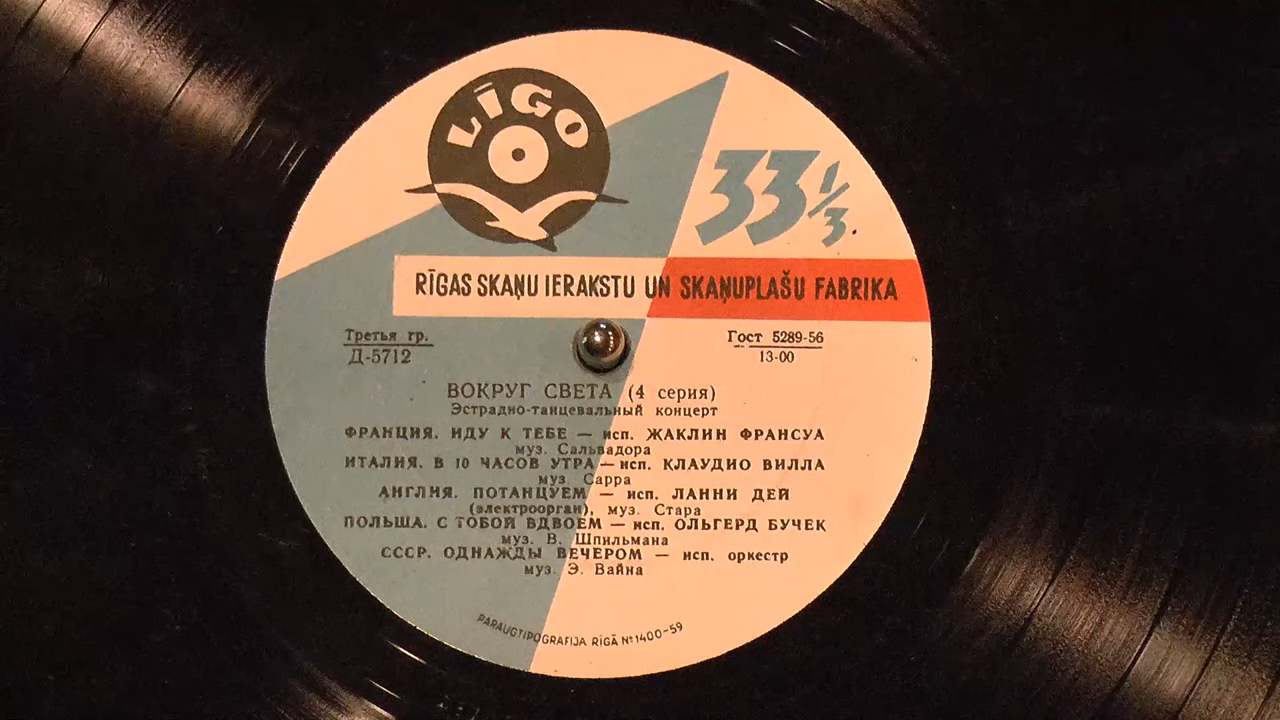 LĪGO
33 1/3
RĪGAS SKAŅU IERAKSTU UN SKAŅUPLAŠU FABRIKA
Третья гр.
Д-5712
Гост 5289-56
13-00
ВОКРУГ СВЕТА (4 серия)
Эстрадно-танцевальный концерт
ФРАНЦИЯ. ИДУ К ТЕБЕ — исп. ЖАКЛИН ФРАНСУА
муз. Сальвадора
ИТАЛИЯ. В 10 ЧАСОВ УТРА — исп. КЛАУДИО ВИЛЛА
муз. Сарра
АНГЛИЯ. ПОТАНЦУЕМ — исп. ЛАННИ ДЕЙ
(электроорган), муз. Стара
ПОЛЬША. С ТОБОЙ ВДВОЕМ — исп. ОЛЬГЕРД БУЧЕК
муз. В. Шпильмана
СССР. ОДНАЖДЫ ВЕЧЕРОМ — исп. оркестр
муз. Э. Вайна
PARAUGTIPOGRAFIJA RĪGĀ №1400-59